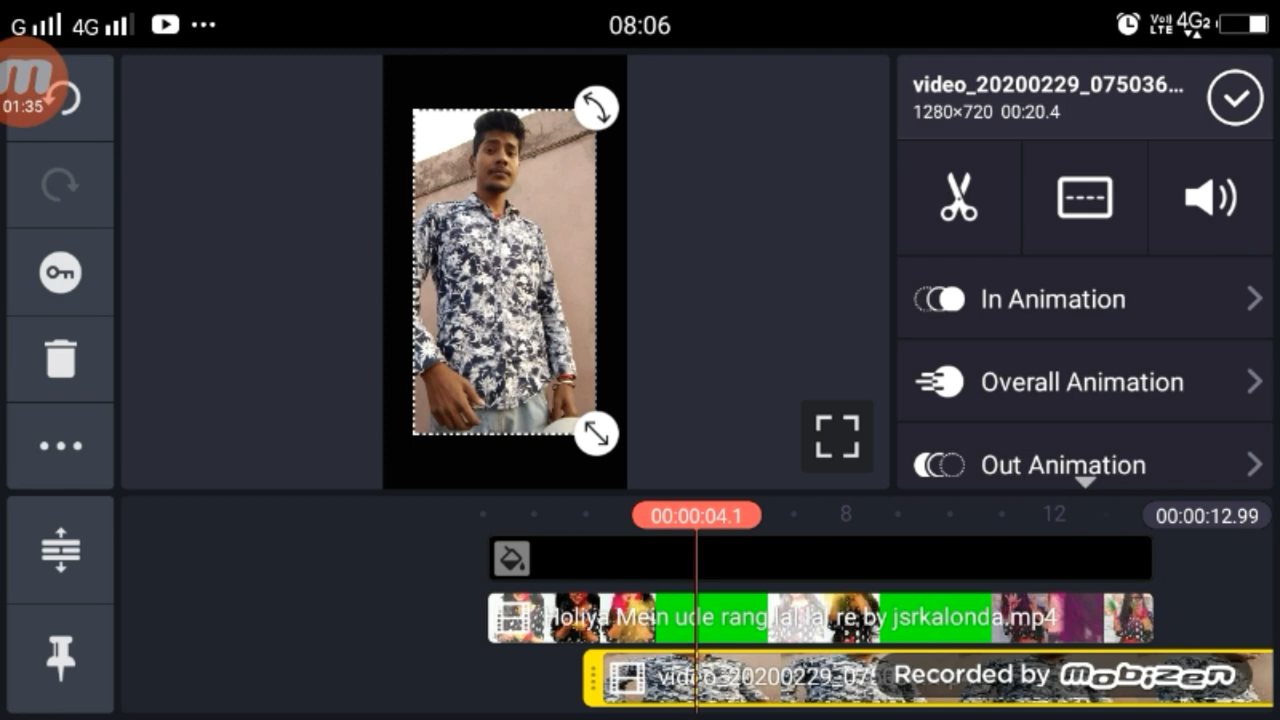 G 4G 08:06 VoII LTE 4G2
m
01:35
video_20200229_075036...
1280×720 00:20.4
In Animation
Overall Animation
Out Animation
00:00:04.1 8 12 00:00:12.99
Holiya Mein ude rang lal lal re by jsrkalonda.mp4
Recorded by mobizen